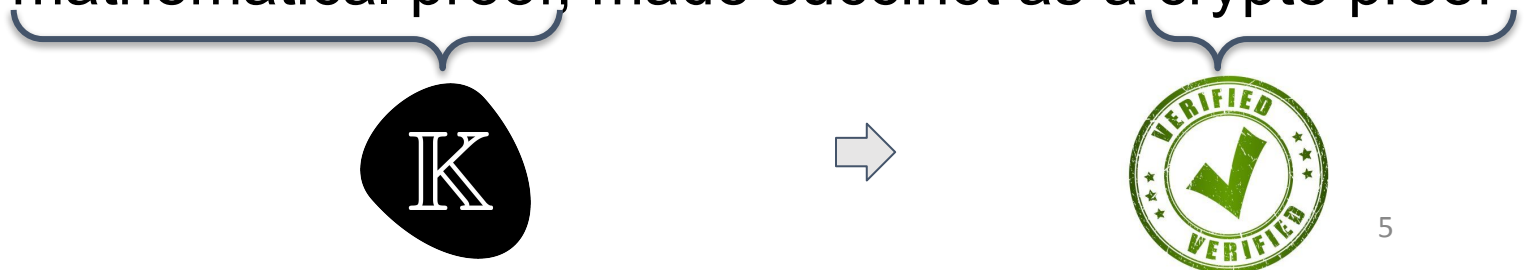 mathematical proof, made succinct as a crypto proof
𝕂
VERIFIED
VERIFIED
5